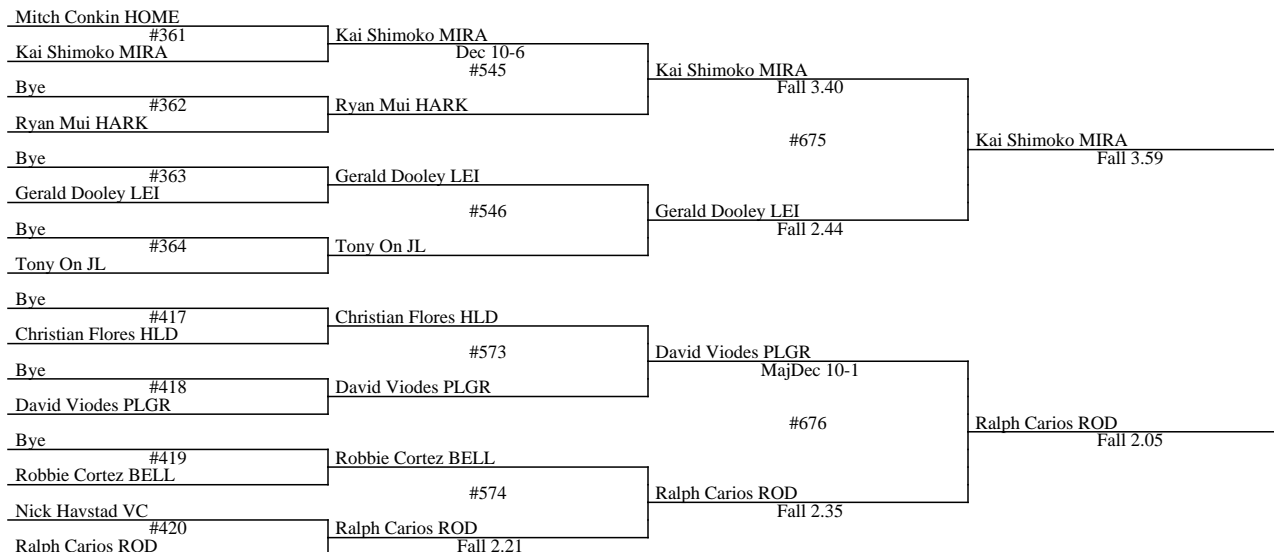 Mitch Conkin HOME
#361
Kai Shimoko MIRA
Bye
#362
Ryan Mui HARK
Bye
#363
Gerald Dooley LEI
Bye
#364
Tony On JL
Bye
#417
Christian Flores HLD
Bye
#418
David Viodes PLGR
Bye
#419
Robbie Cortez BELL
Nick Havstad VC
#420
Ralph Carios ROD
Kai Shimoko MIRA
Dec 10-6
#545
Ryan Mui HARK
Gerald Dooley LEI
#546
Tony On JL
Christian Flores HLD
#573
David Viodes PLGR
Robbie Cortez BELL
#574
Ralph Carios ROD
Fall 2.21
Kai Shimoko MIRA
Fall 3.40
#675
Gerald Dooley LEI
Fall 2.44
David Viodes PLGR
MajDec 10-1
#676
Ralph Carios ROD
Fall 2.35
Kai Shimoko MIRA
Fall 3.59
Ralph Carios ROD
Fall 2.05